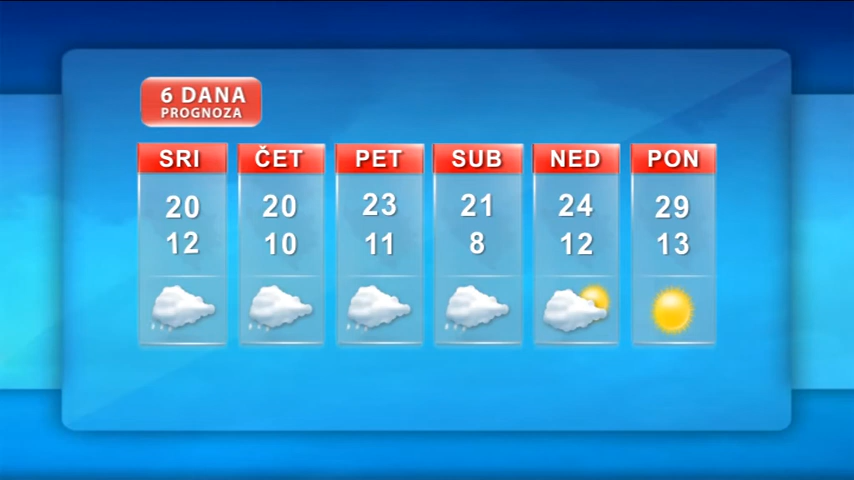 6 DANA
PROGNOZA
SRI ČET PET SUB NED PON
20 20 23 21 24 29
12 10 11 8 12 13